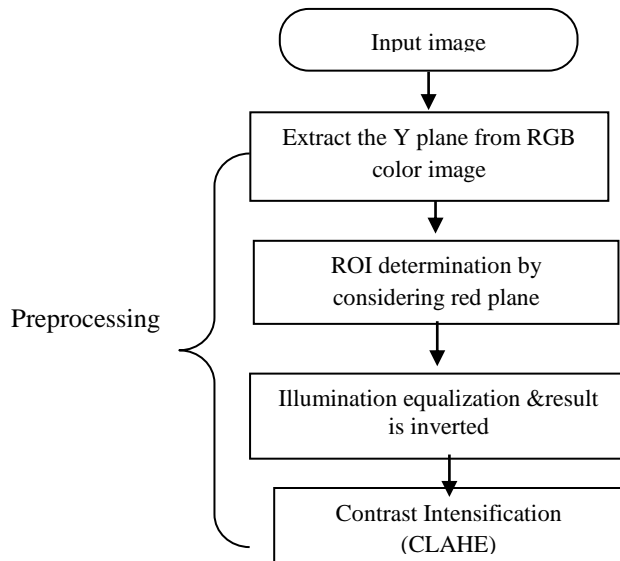 Input image
Extract the Y plane from RGB
color image
ROI determination by
considering red plane
Preprocessing
Illumination equalization &result
is inverted
Contrast Intensification
(CLAHE)